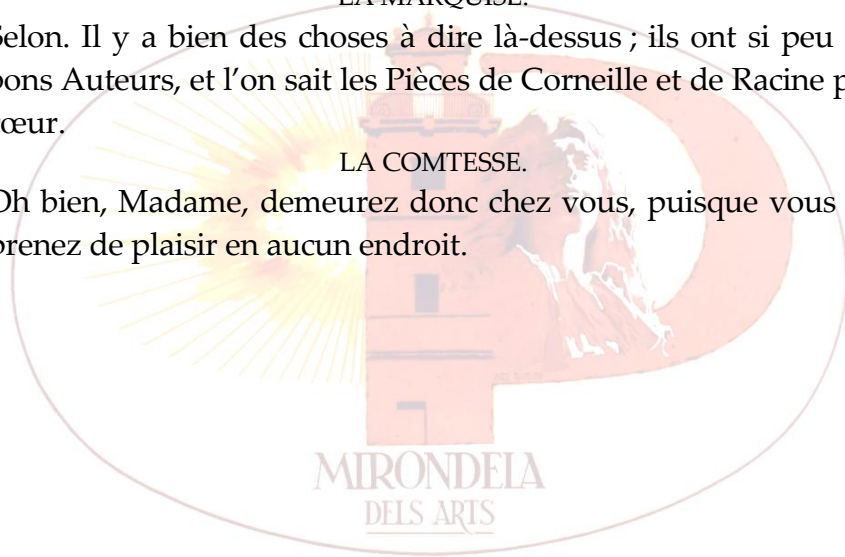 LA MARQUISE.
Selon. Il y a bien des choses à dire là-dessus ; ils ont si peu
bons Auteurs, et l’on sait les Pièces de Corneille et de Racine p
cœur.
LA COMTESSE.
Oh bien, Madame, demeurez donc chez vous, puisque vous
prenez de plaisir en aucun endroit.
MIRONDELA
DELS ARTS